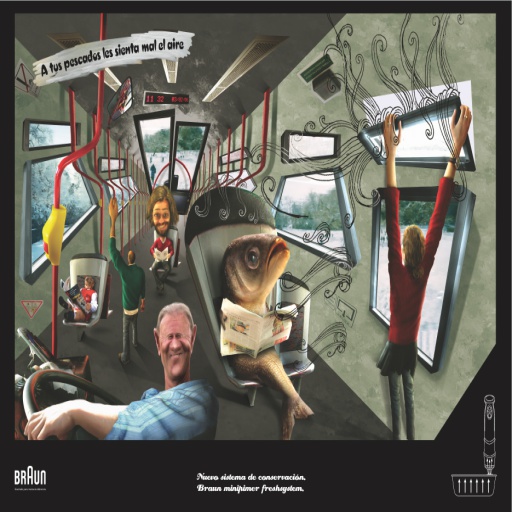 A tus pescados les sienta mal el aire
BRAUN
Nuevo sistema de conservación.
Braun minipimer freshsystem.